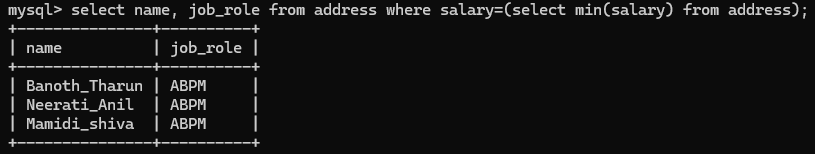 mysql> select name, job_role from address where salary=(select min(salary) from address);
+---------------+----------+
| name          | job_role |
+---------------+----------+
| Banoth_Tharun | ABPM     |
| Neerati_Anil  | ABPM     |
| Mamidi_shiva  | ABPM     |
+---------------+----------+